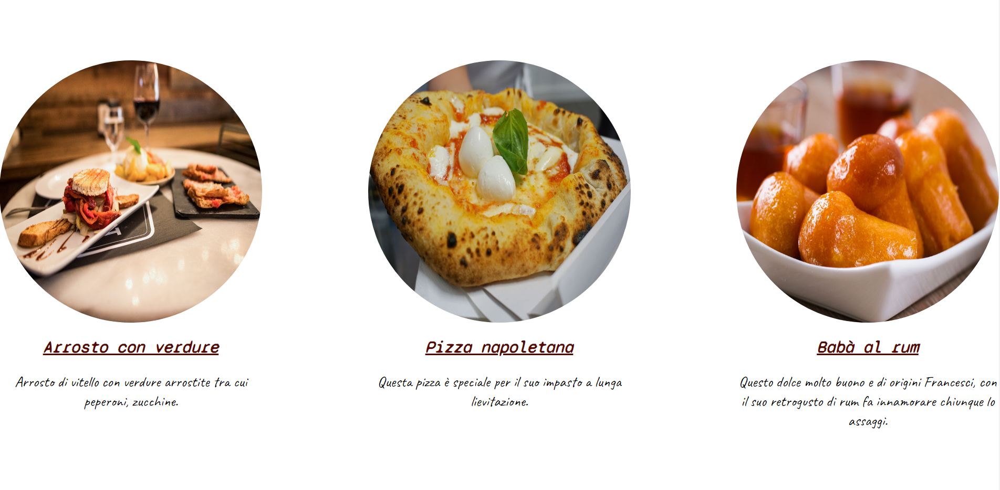 Arrosto con verdure
Arrosto di vitello con verdure arrostite tra cui
peperoni, zucchine.
Pizza napoletana
Questa pizza è speciale per il suo impasto a lunga
lievitazione.
Babà al rum
Questo dolce molto buono e di origini Francesci, con
il suo retrogusto di rum fa innamorare chiunque lo
assaggi.